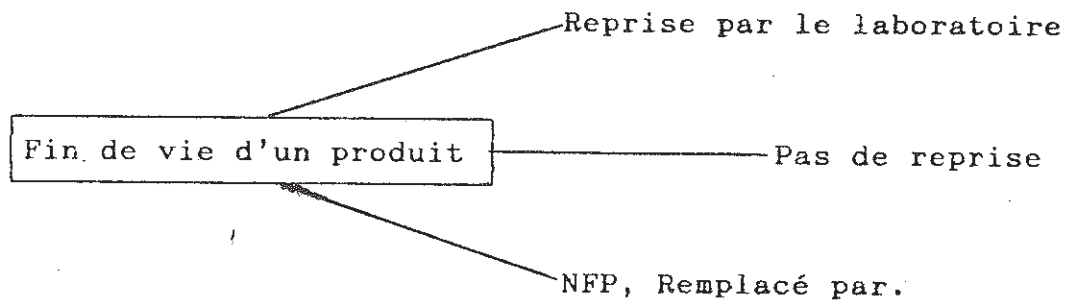 Reprise par le laboratoire
Fin de vie d'un produit
Pas de reprise
NFP, Remplacé par.